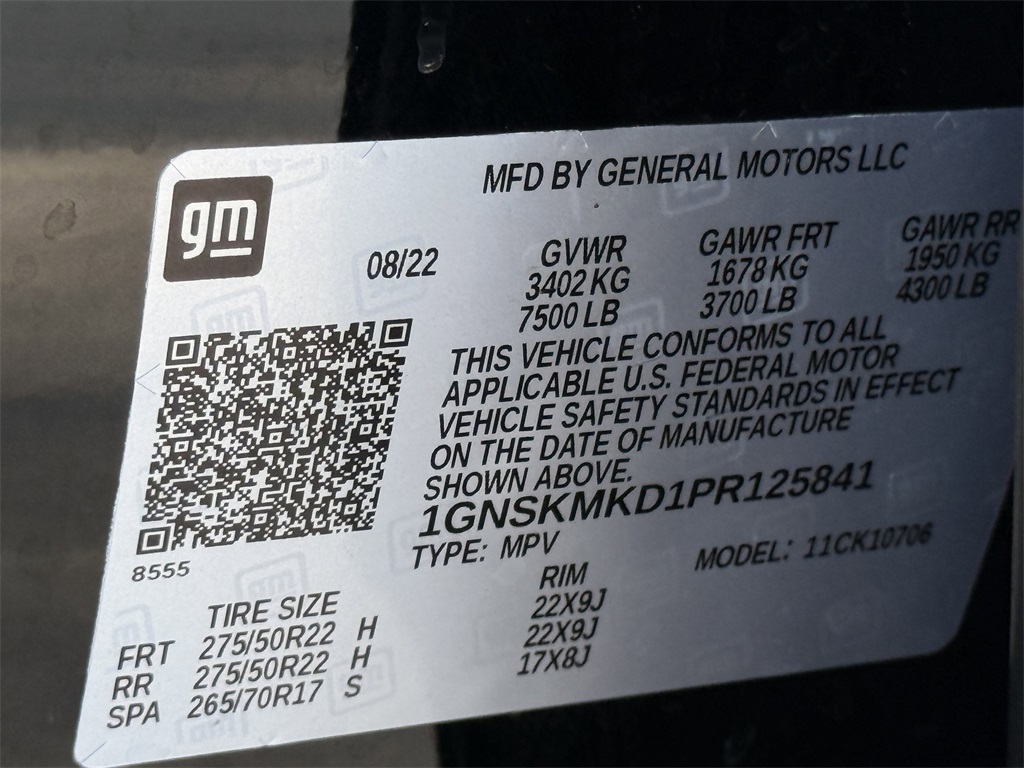 gm
MFD BY GENERAL MOTORS LLC
08/22
GVWR GAWR FRT GAWR RR
3402 KG 1678 KG 1950 KG
7500 LB 3700 LB 4300 LB
THIS VEHICLE CONFORMS TO ALL
APPLICABLE U.S. FEDERAL MOTOR
VEHICLE SAFETY STANDARDS IN EFFECT
ON THE DATE OF MANUFACTURE
SHOWN ABOVE.
1GNSKMKD1PR125841
TYPE: MPV MODEL: 11CK10706
8555
TIRE SIZE RIM
FRT 275/50R22 H 22X9J
RR 275/50R22 H 22X9J
SPA 265/70R17 S 17X8J